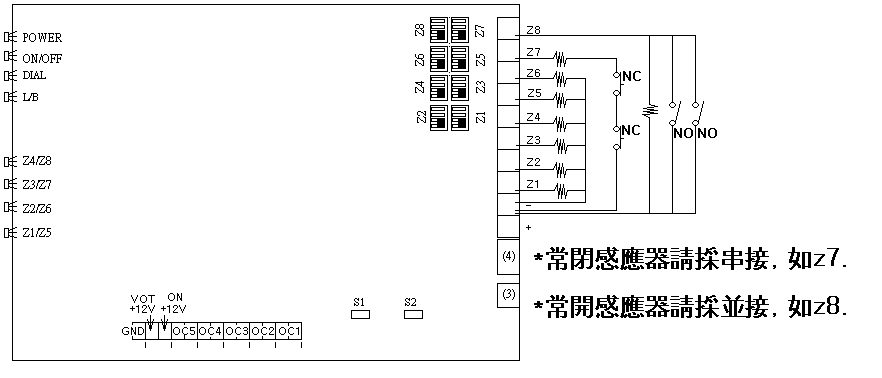 POWER
ON/OFF
DIAL
L/B
Z4/Z8
Z3/Z7
Z2/Z6
Z1/Z5
Z8 Z7
Z6 Z5
Z4 Z3
Z2 Z1
Z8
Z7
Z6
Z5
Z4
Z3
Z2
Z1
-
+
(4)
(3)
NC
NC
NO NO
*常閉感應器請採串接, 如z7.
*常開感應器請採並接, 如z8.
VOT ON
+12V +12V
GND OC5 OC4 OC3 OC2 OC1
S1 S2